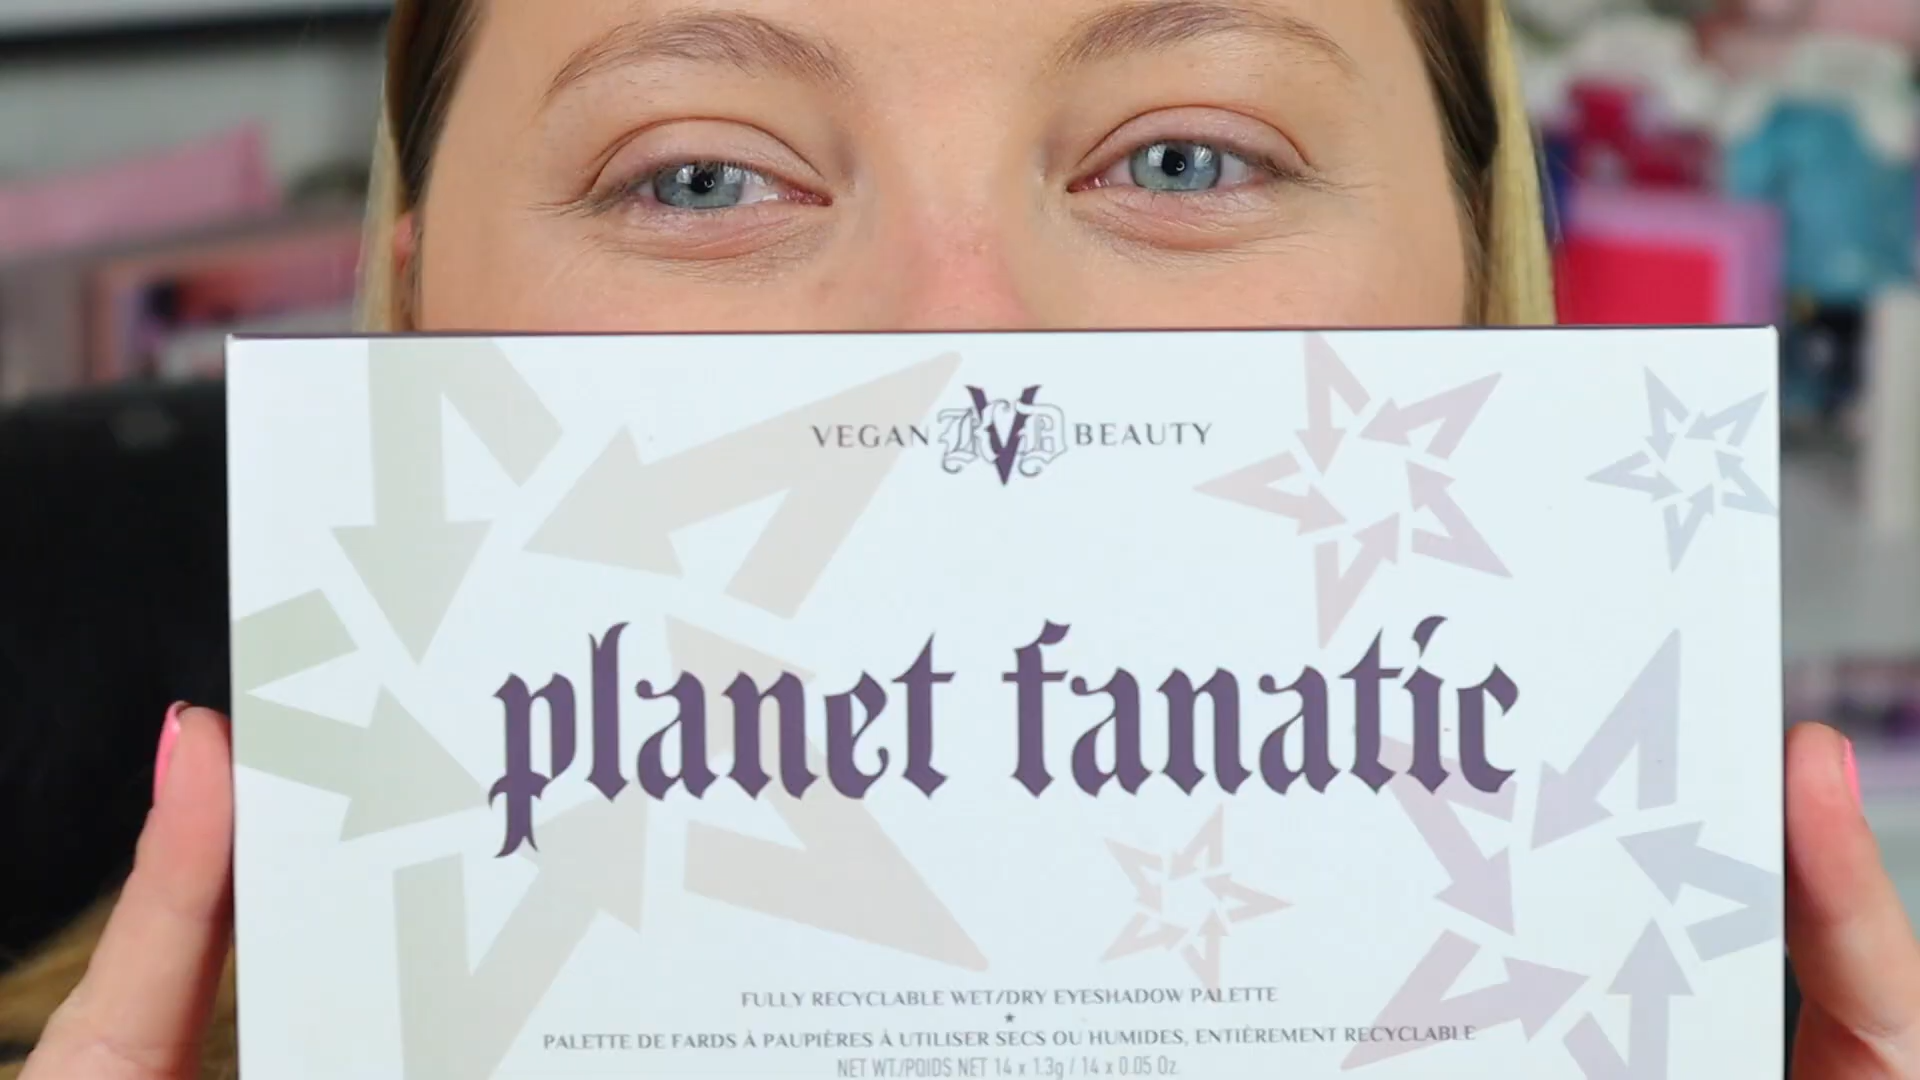 VEGAN KVD BEAUTY
planet fanatic
FULLY RECYCLABLE WET/DRY EYESHADOW PALETTE
PALETTE DE FARDS À PAUPIÈRES À UTILISER SECS OU HUMIDES, ENTIÈREMENT RECYCLABLE
NET WT./POIDS NET 14 x 1.3g / 14 x 0.05 Oz.